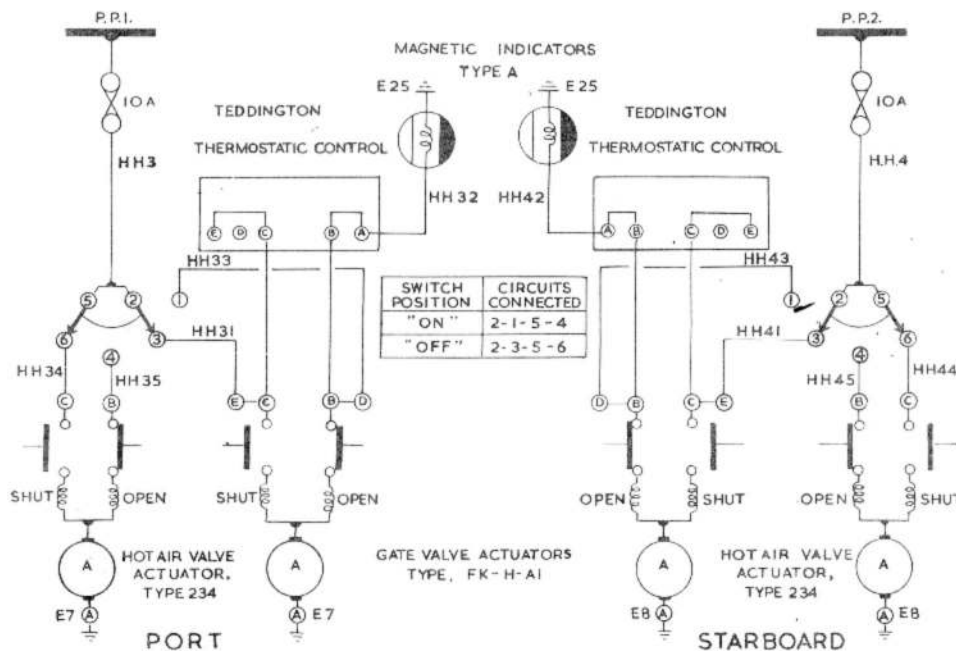 P.P.1.
P.P.2.
MAGNETIC INDICATORS
TYPE A
E25
E25
10A
10A
TEDDINGTON
THERMOSTATIC CONTROL
TEDDINGTON
THERMOSTATIC CONTROL
HH3
H.H.4
HH32
HH42
E D C B A
A B C D E
HH33
HH43
1
1
5 2
2 5
SWITCH POSITION
CIRCUITS CONNECTED
"ON" 2-1-5-4
"OFF" 2-3-5-6
6 3
3 6
HH31
HH41
4
4
HH34
HH35
HH45
HH44
C B E C B D
D B C E B C
SHUT OPEN
SHUT OPEN
OPEN SHUT
OPEN SHUT
A
A
A
A
HOT AIR VALVE
ACTUATOR,
TYPE 234
GATE VALVE ACTUATORS
TYPE, FK-H-A1
HOT AIR VALVE
ACTUATOR,
TYPE 234
E7 A
E7 A
E8 A
A E8
PORT
STARBOARD